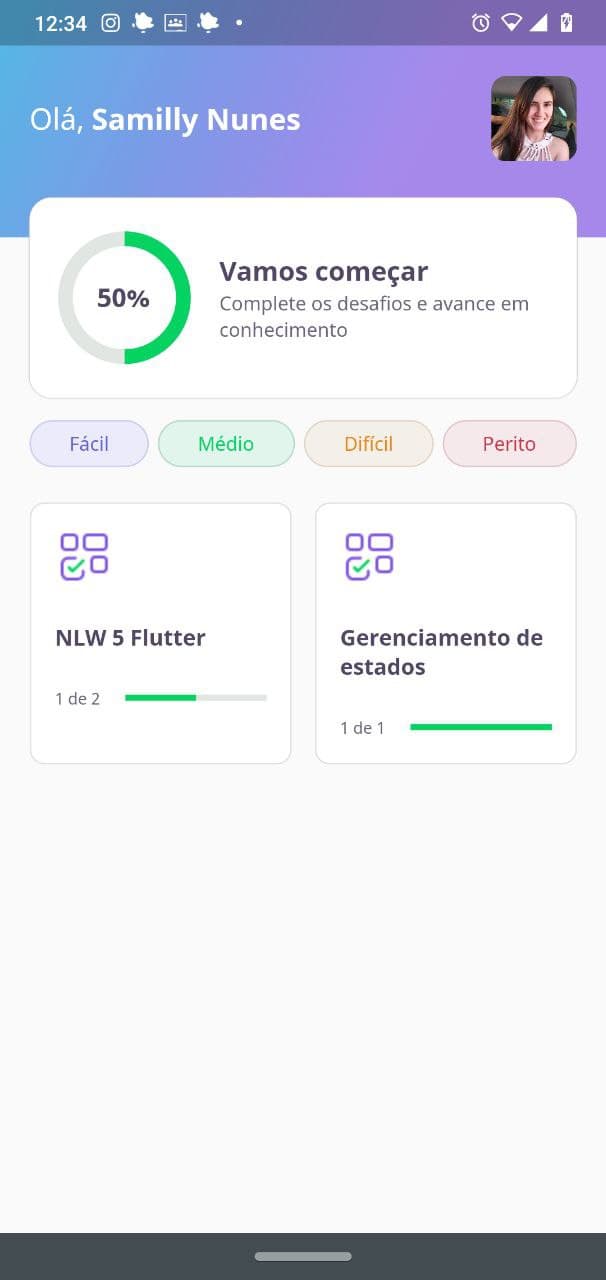 12:34
Olá, Samilly Nunes
50%
Vamos começar
Complete os desafios e avance em
conhecimento
Fácil
Médio
Difícil
Perito
NLW 5 Flutter
1 de 2
Gerenciamento de
estados
1 de 1